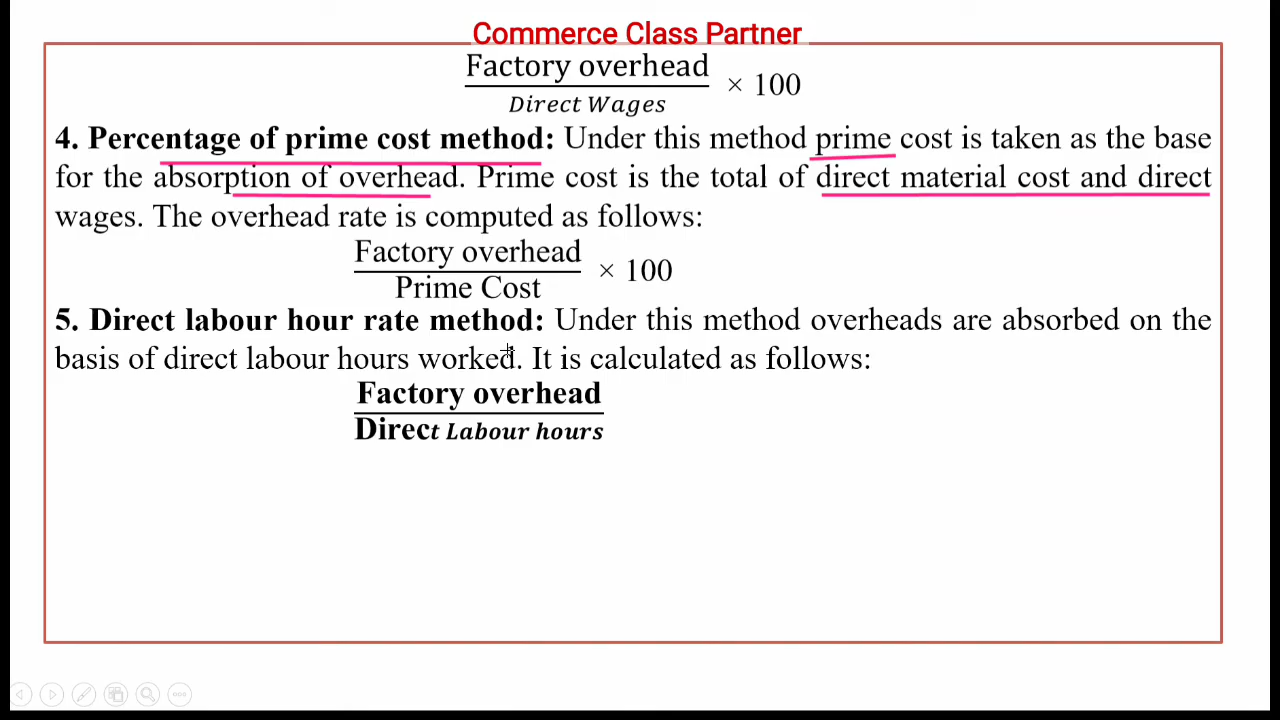 Commerce Class Partner
Factory overhead
Direct Wages
× 100
4. Percentage of prime cost method: Under this method prime cost is taken as the base
for the absorption of overhead. Prime cost is the total of direct material cost and direct
wages. The overhead rate is computed as follows:
Factory overhead
Prime Cost
× 100
5. Direct labour hour rate method: Under this method overheads are absorbed on the
basis of direct labour hours worked. It is calculated as follows:
Factory overhead
Direct Labour hours